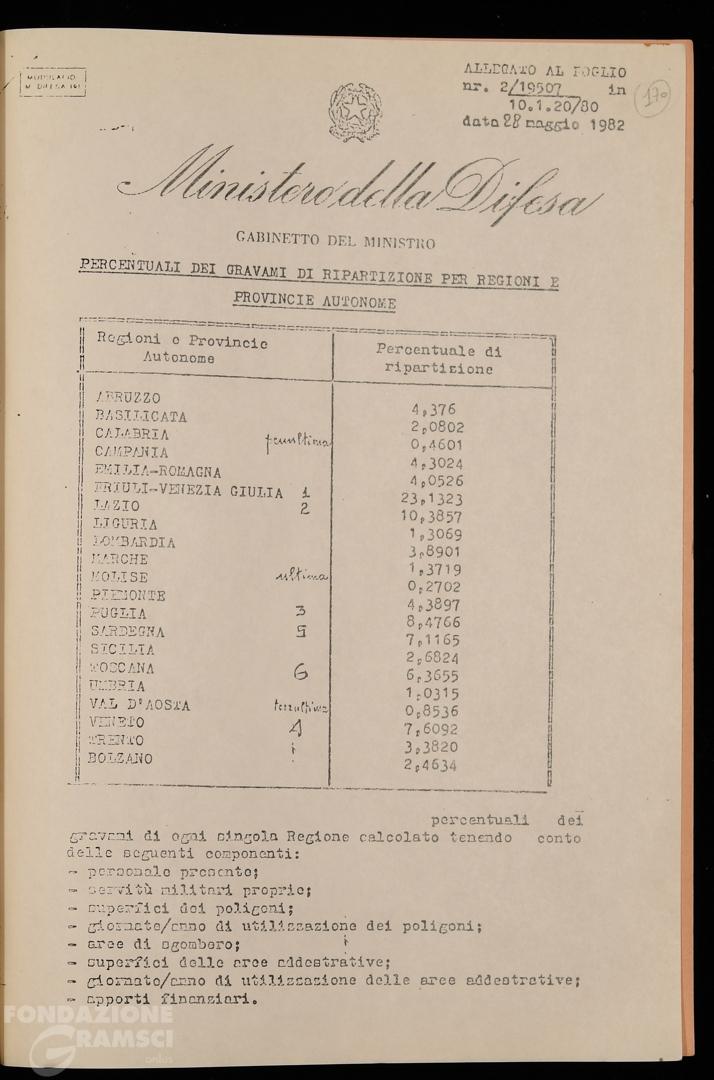 MODULARIO
M. DIFESA
ALLEGATO AL FOGLIO
nr. 2/19507 in
10.1.20/80
data 28 maggio 1982
170
Ministero della Difesa
GABINETTO DEL MINISTRO
PERCENTUALI DEI GRAVAMI DI RIPARTIZIONE PER REGIONI E
PROVINCIE AUTONOME
Regioni e Provincie
Autonome
Percentuale di
ripartizione
ABRUZZO 4,376
BASILICATA 2,0802
CALABRIA penultima 0,4601
CAMPANIA 4,3024
EMILIA-ROMAGNA 4,0526
FRIULI-VENEZIA GIULIA 1 23,1323
LAZIO 2 10,3857
LIGURIA 1,3069
LOMBARDIA 3,8901
MARCHE 1,3719
MOLISE ultima 0,2702
PIEMONTE 4,3897
PUGLIA 3 8,4766
SARDEGNA 5 7,1165
SICILIA 2,6824
TOSCANA 6 6,3655
UMBRIA 1,0315
VAL D'AOSTA terzultima 0,8536
VENETO 4 7,6092
TRENTO 3,3820
BOLZANO 2,4634
percentuali dei
gravami di ogni singola Regione calcolato tenendo conto
delle seguenti componenti:
- personale presente;
- servitù militari proprie;
- superfici dei poligoni;
- giornate/anno di utilizzazione dei poligoni;
- aree di sgombero;
- superfici delle aree addestrative;
- giornate/anno di utilizzazione delle aree addestrative;
- apporti finanziari.
FONDAZIONE
GRAMSCI
onlus